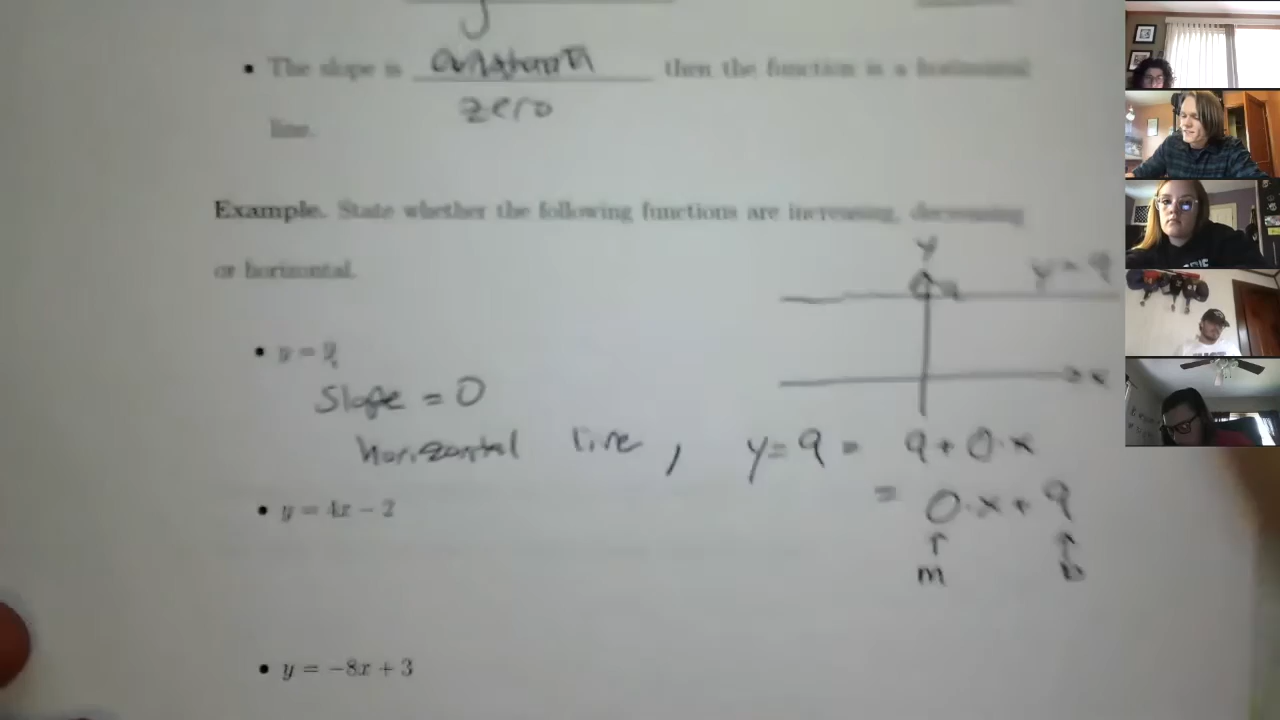 • The slope is constant then the function is a horizontal
zero
line.
Example. State whether the following functions are increasing, decreasing
or horizontal.
y
y = 9
• y = 9
x
Slope = 0
horizontal line, y = 9 = 9 + 0·x
= 0·x + 9
↑ ↑
m b
• y = 4x − 2
• y = −8x + 3